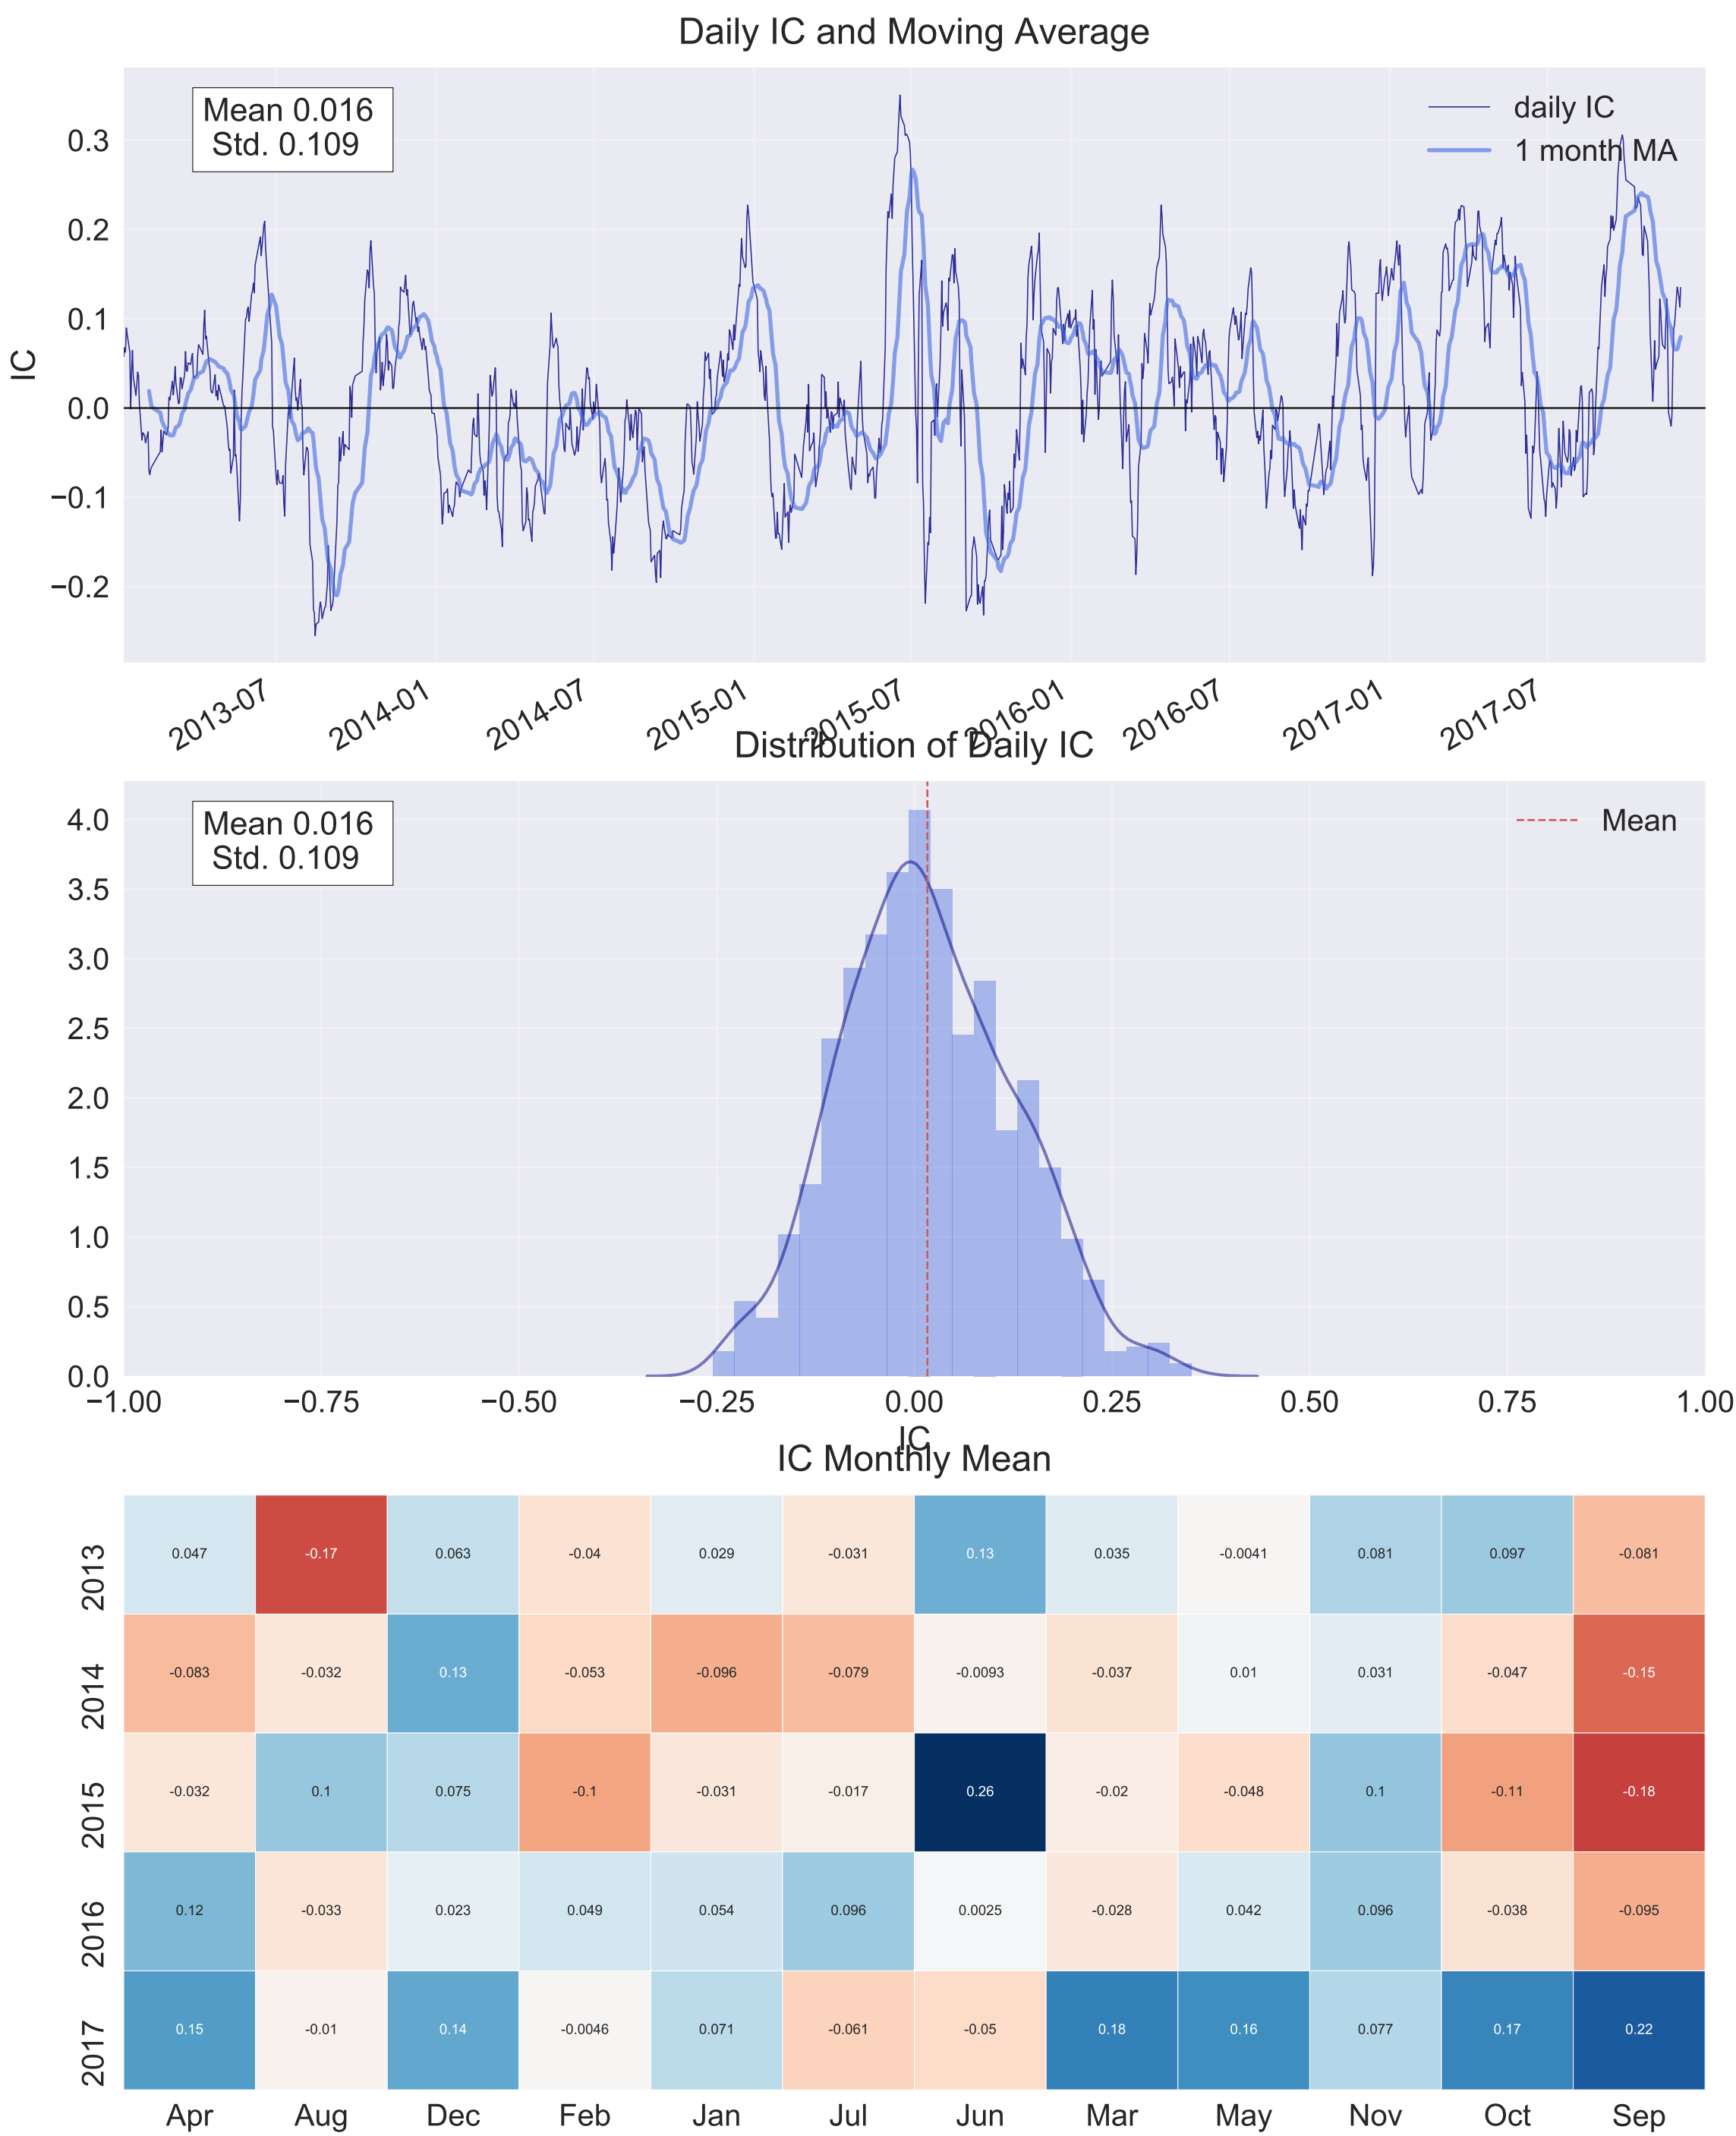 Daily IC and Moving Average
Mean 0.016
Std. 0.109
daily IC
1 month MA
IC
0.3
0.2
0.1
0.0
−0.1
−0.2
2013-07 2014-01 2014-07 2015-01 2015-07 2016-01 2016-07 2017-01 2017-07
Distribution of Daily IC
Mean 0.016
Std. 0.109
Mean
4.0
3.5
3.0
2.5
2.0
1.5
1.0
0.5
0.0
−1.00 −0.75 −0.50 −0.25 0.00 0.25 0.50 0.75 1.00
IC
IC Monthly Mean
2013 0.047 -0.17 0.063 -0.04 0.029 -0.031 0.13 0.035 -0.0041 0.081 0.097 -0.081
2014 -0.083 -0.032 0.13 -0.053 -0.096 -0.079 -0.0093 -0.037 0.01 0.031 -0.047 -0.15
2015 -0.032 0.1 0.075 -0.1 -0.031 -0.017 0.26 -0.02 -0.048 0.1 -0.11 -0.18
2016 0.12 -0.033 0.023 0.049 0.054 0.096 0.0025 -0.028 0.042 0.096 -0.038 -0.095
2017 0.15 -0.01 0.14 -0.0046 0.071 -0.061 -0.05 0.18 0.16 0.077 0.17 0.22
Apr Aug Dec Feb Jan Jul Jun Mar May Nov Oct Sep